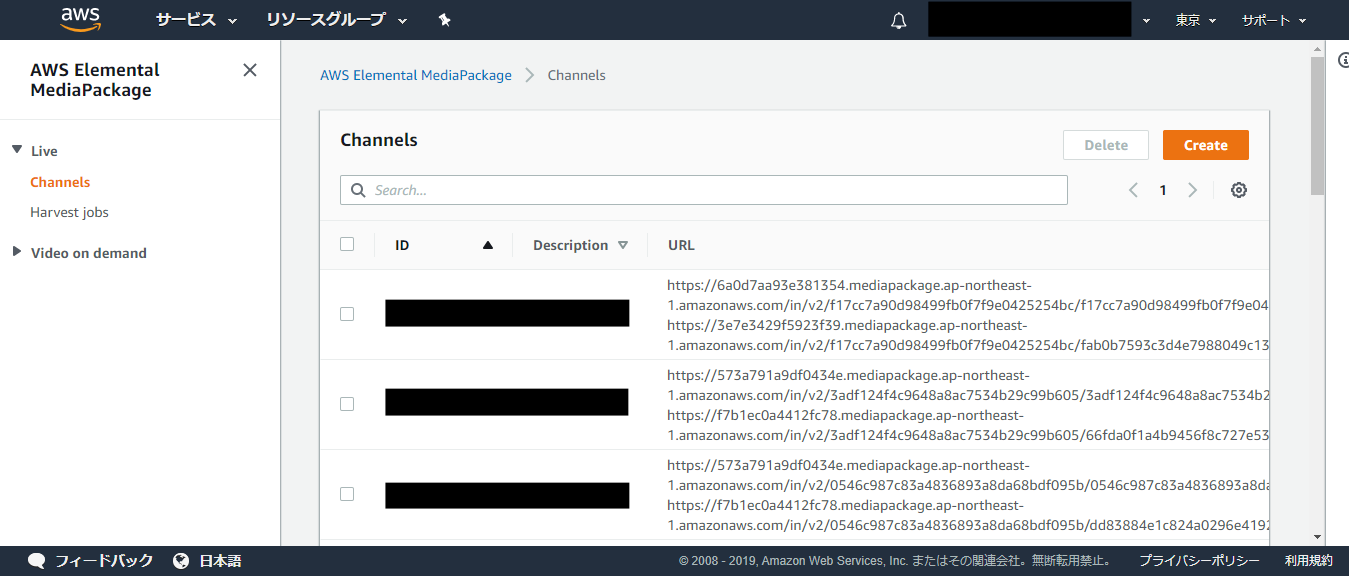 aws サービス リソースグループ 東京 サポート
AWS Elemental
MediaPackage
Live
Channels
Harvest jobs
Video on demand
AWS Elemental MediaPackage Channels
Channels
Delete Create
Search...
1
ID Description URL
https://6a0d7aa93e381354.mediapackage.ap-northeast-
1.amazonaws.com/in/v2/f17cc7a90d98499fb0f7f9e0425254bc/f17cc7a90d98499fb0f7f9e04
https://3e7e3429f5923f39.mediapackage.ap-northeast-
1.amazonaws.com/in/v2/f17cc7a90d98499fb0f7f9e0425254bc/fab0b7593c3d4e7988049c13
https://573a791a9df0434e.mediapackage.ap-northeast-
1.amazonaws.com/in/v2/3adf124f4c9648a8ac7534b29c99b605/3adf124f4c9648a8ac7534b2
https://f7b1ec0a4412fc78.mediapackage.ap-northeast-
1.amazonaws.com/in/v2/3adf124f4c9648a8ac7534b29c99b605/66fda0f1a4b9456f8c727e53
https://573a791a9df0434e.mediapackage.ap-northeast-
1.amazonaws.com/in/v2/0546c987c83a4836893a8da68bdf095b/0546c987c83a4836893a8da
https://f7b1ec0a4412fc78.mediapackage.ap-northeast-
1.amazonaws.com/in/v2/0546c987c83a4836893a8da68bdf095b/dd83884e1c824a0296e4192
フィードバック 日本語 © 2008 - 2019, Amazon Web Services, Inc. またはその関連会社。無断転用禁止。 プライバシーポリシー 利用規約